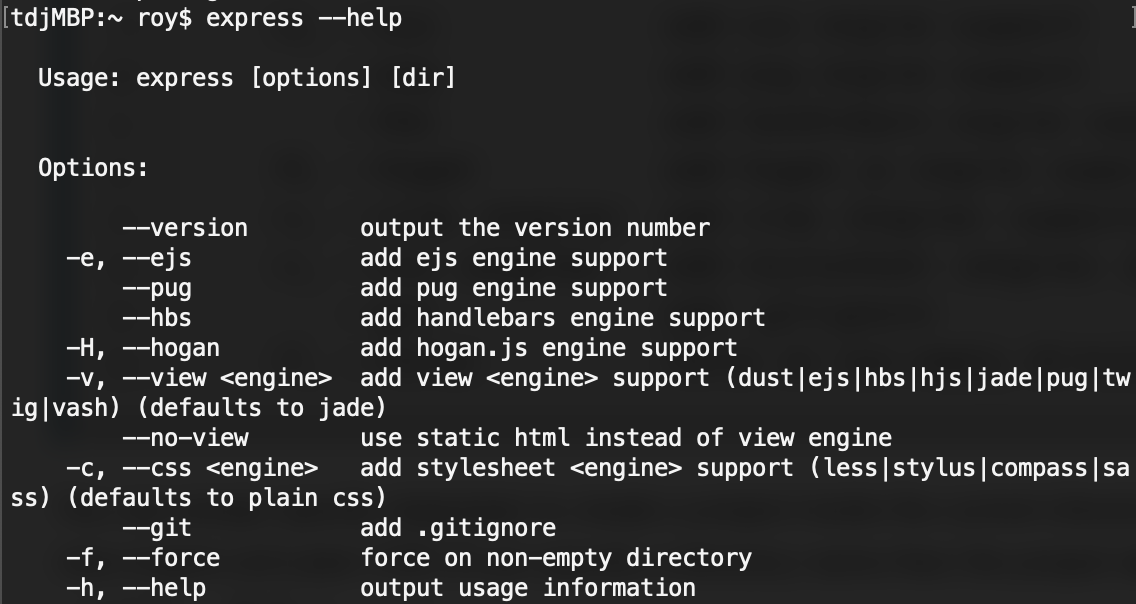 [tdjMBP:~ roy$ express --help ]
Usage: express [options] [dir]
Options:
--version output the version number
-e, --ejs add ejs engine support
--pug add pug engine support
--hbs add handlebars engine support
-H, --hogan add hogan.js engine support
-v, --view <engine> add view <engine> support (dust|ejs|hbs|hjs|jade|pug|tw
ig|vash) (defaults to jade)
--no-view use static html instead of view engine
-c, --css <engine> add stylesheet <engine> support (less|stylus|compass|sa
ss) (defaults to plain css)
--git add .gitignore
-f, --force force on non-empty directory
-h, --help output usage information